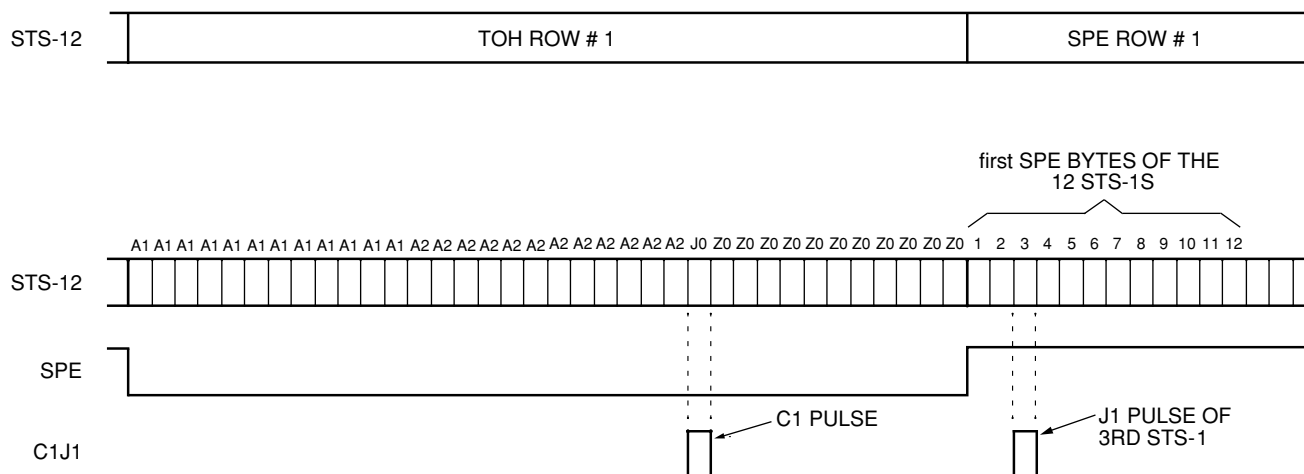 STS-12 TOH ROW # 1 SPE ROW # 1
first SPE BYTES OF THE
12 STS-1S
A1 A1 A1 A1 A1 A1 A1 A1 A1 A1 A1 A1 A2 A2 A2 A2 A2 A2 A2 A2 A2 A2 A2 A2 J0 Z0 Z0 Z0 Z0 Z0 Z0 Z0 Z0 Z0 Z0 Z0 1 2 3 4 5 6 7 8 9 10 11 12
STS-12
SPE
C1 PULSE
J1 PULSE OF
3RD STS-1
C1J1